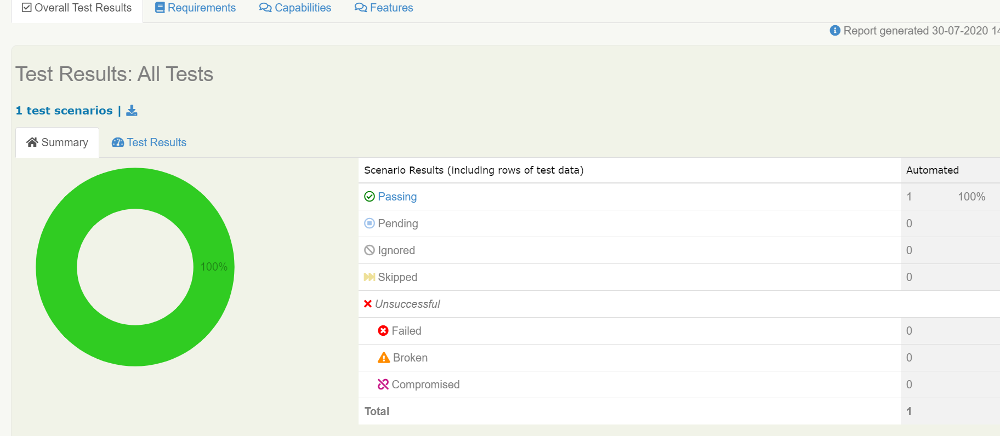 Overall Test Results Requirements Capabilities Features
Report generated 30-07-2020 14
Test Results: All Tests
1 test scenarios |
Summary Test Results
100%
Scenario Results (including rows of test data) Automated
Passing 1 100%
Pending 0
Ignored 0
Skipped 0
Unsuccessful
Failed 0
Broken 0
Compromised 0
Total 1